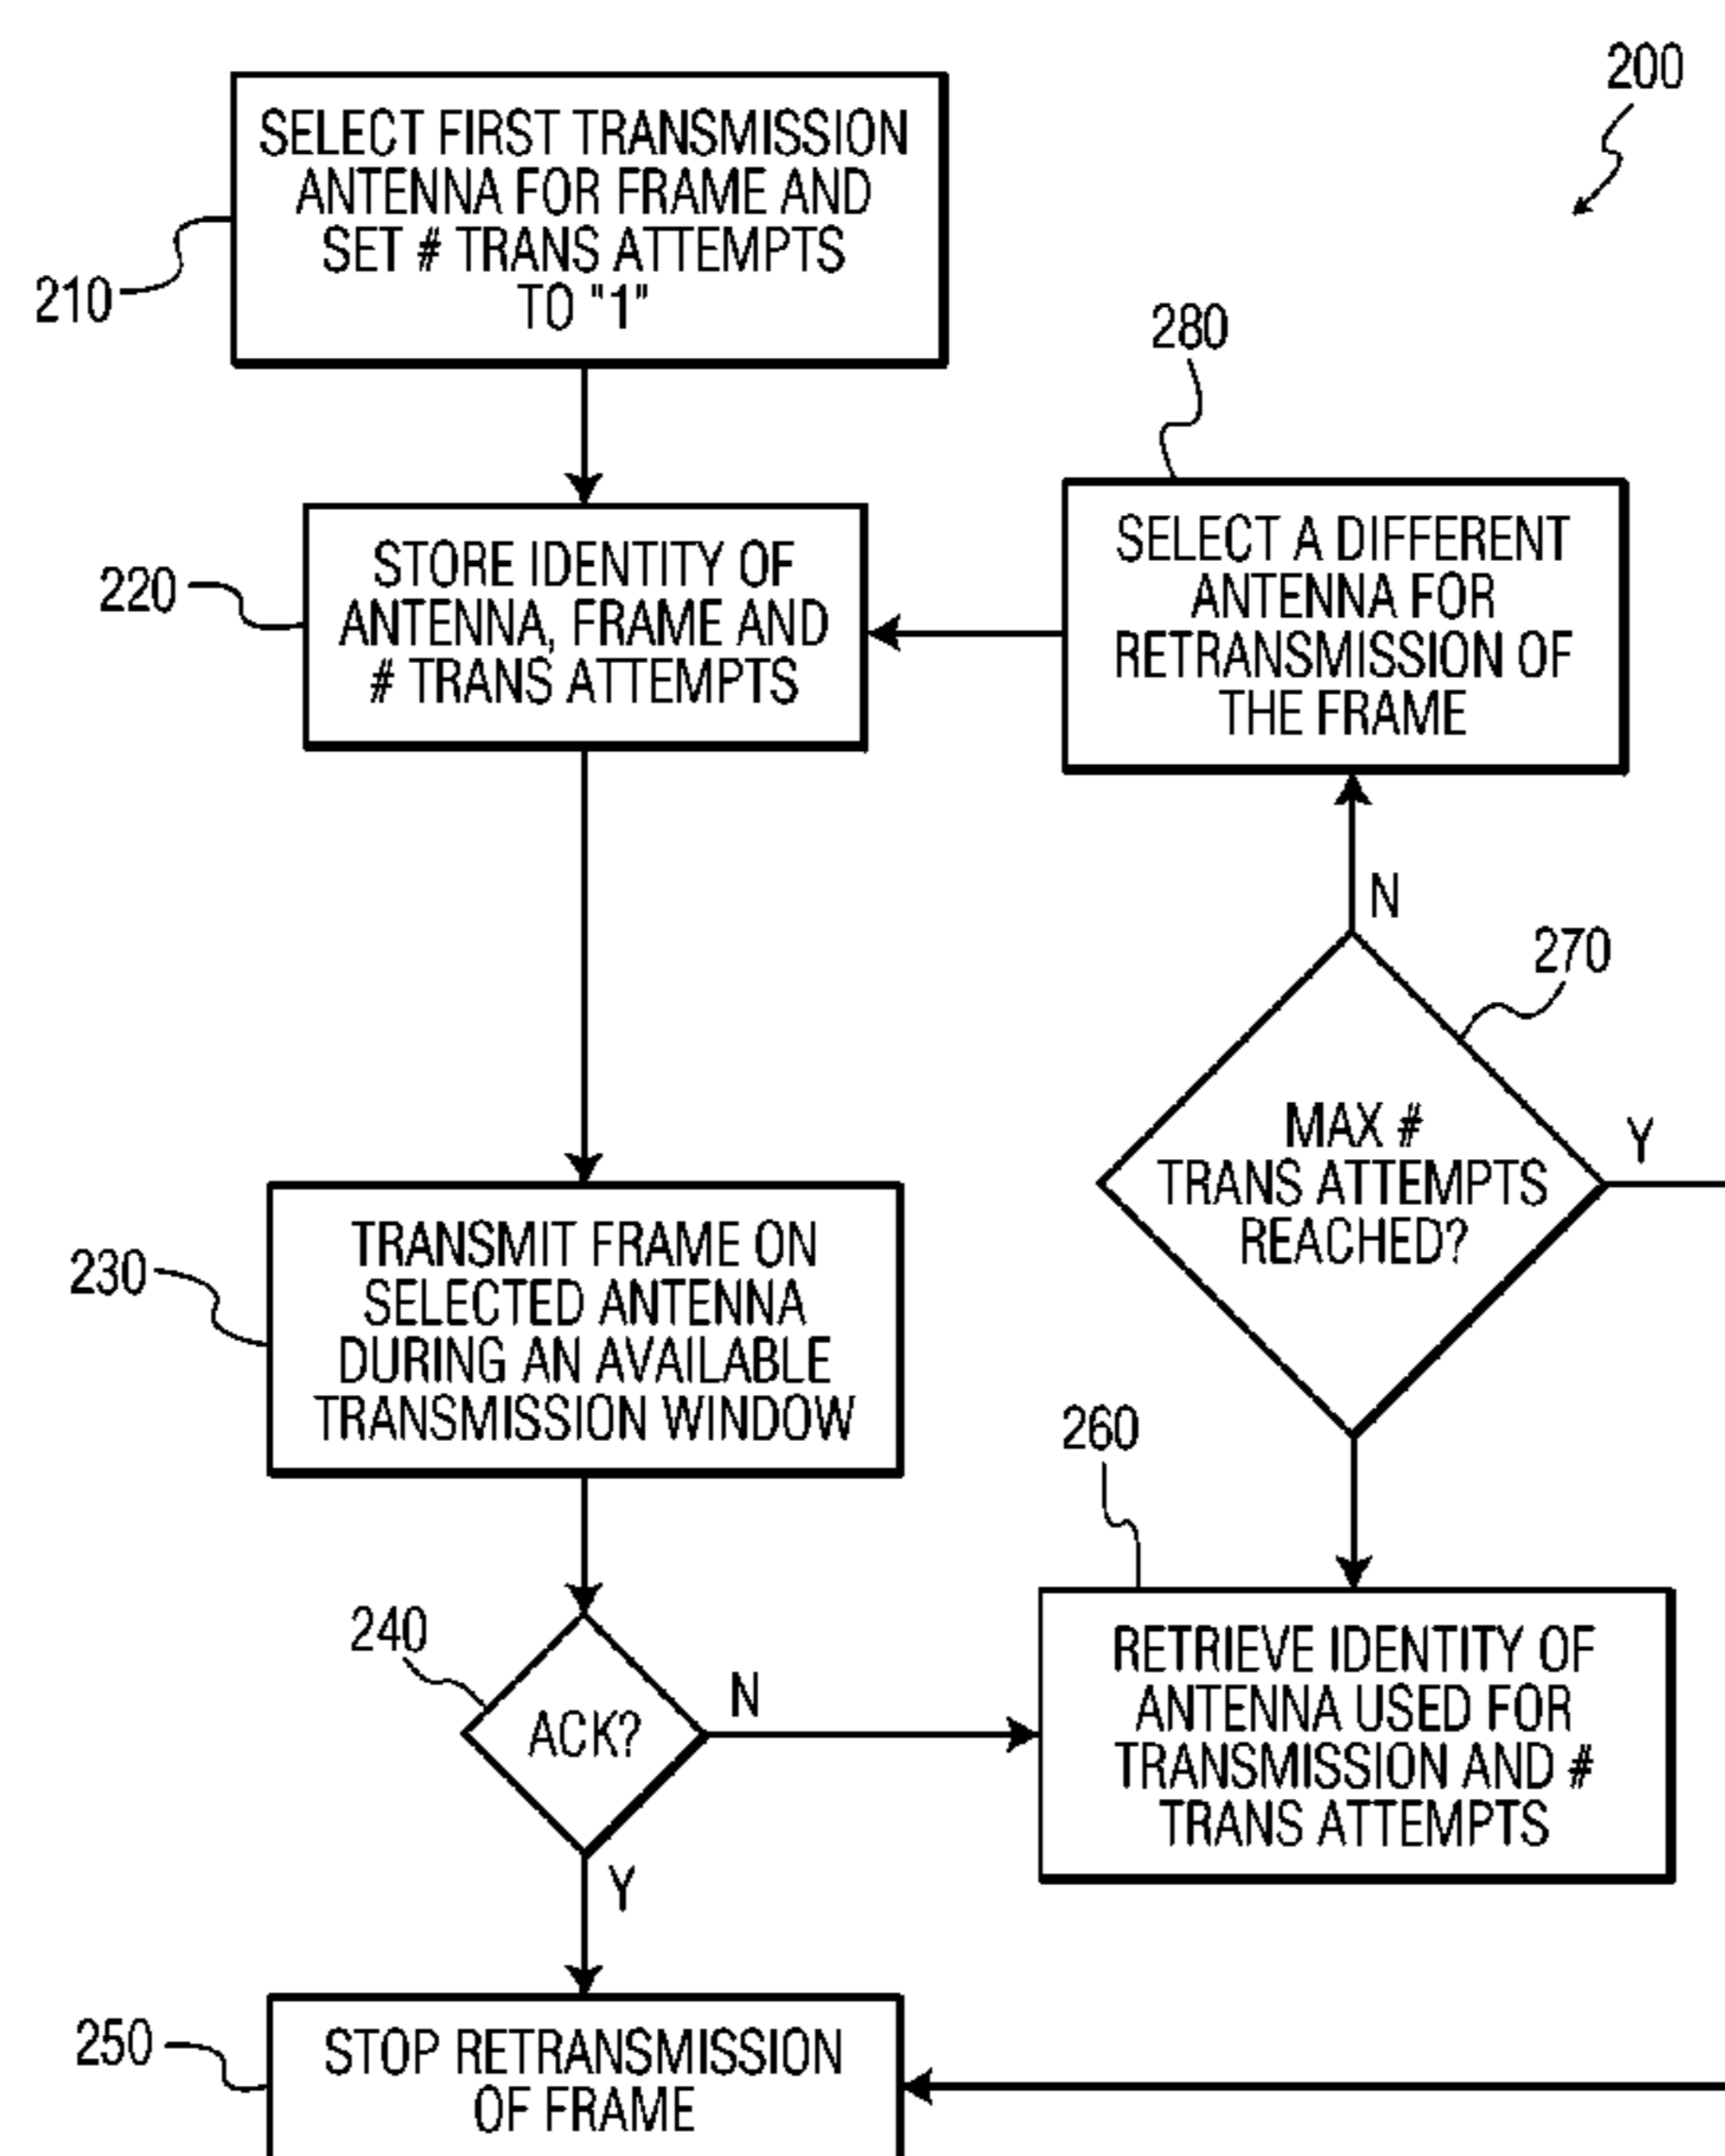 200
SELECT FIRST TRANSMISSION
ANTENNA FOR FRAME AND
SET # TRANS ATTEMPTS
TO "1"
210
280
STORE IDENTITY OF
ANTENNA, FRAME AND
# TRANS ATTEMPTS
220
SELECT A DIFFERENT
ANTENNA FOR
RETRANSMISSION OF
THE FRAME
N
270
MAX #
TRANS ATTEMPTS
REACHED?
Y
TRANSMIT FRAME ON
SELECTED ANTENNA
DURING AN AVAILABLE
TRANSMISSION WINDOW
230
260
240
ACK?
N
RETRIEVE IDENTITY OF
ANTENNA USED FOR
TRANSMISSION AND #
TRANS ATTEMPTS
Y
250
STOP RETRANSMISSION
OF FRAME